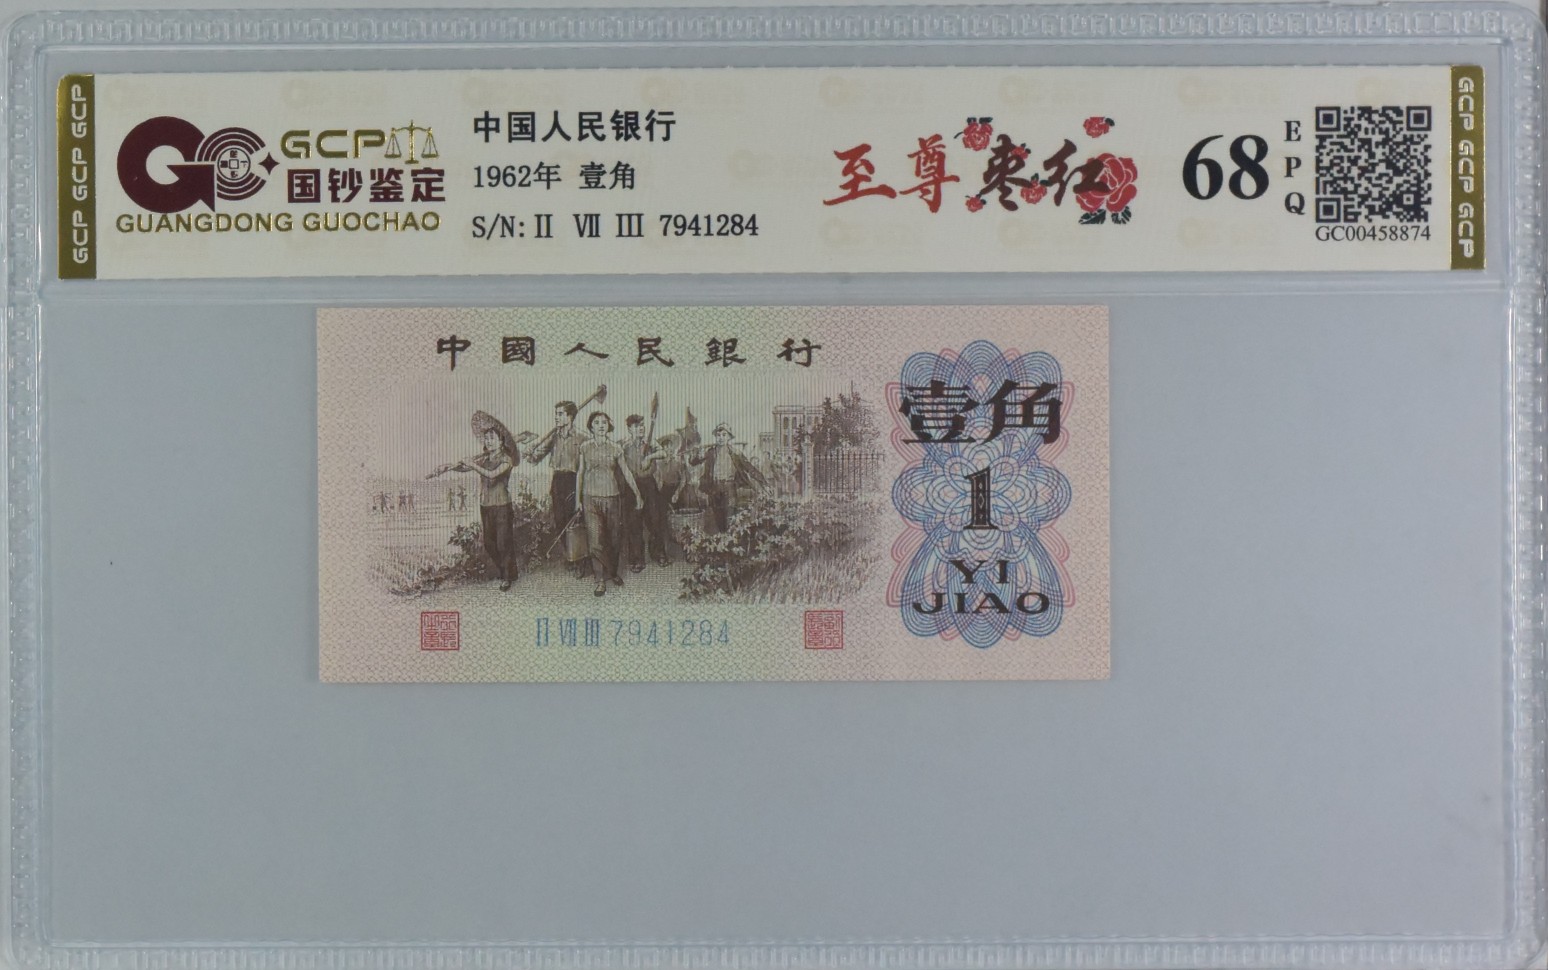 GCP GCP GCP
GCP
国钞鉴定
GUANGDONG GUOCHAO
中国人民银行
1962年 壹角
S/N: II VII III 7941284
至尊枣红
68
EPQ
GC00458874
GCP GCP GCP
中國人民銀行
壹角
1
YI
JIAO
II VII III 7941284